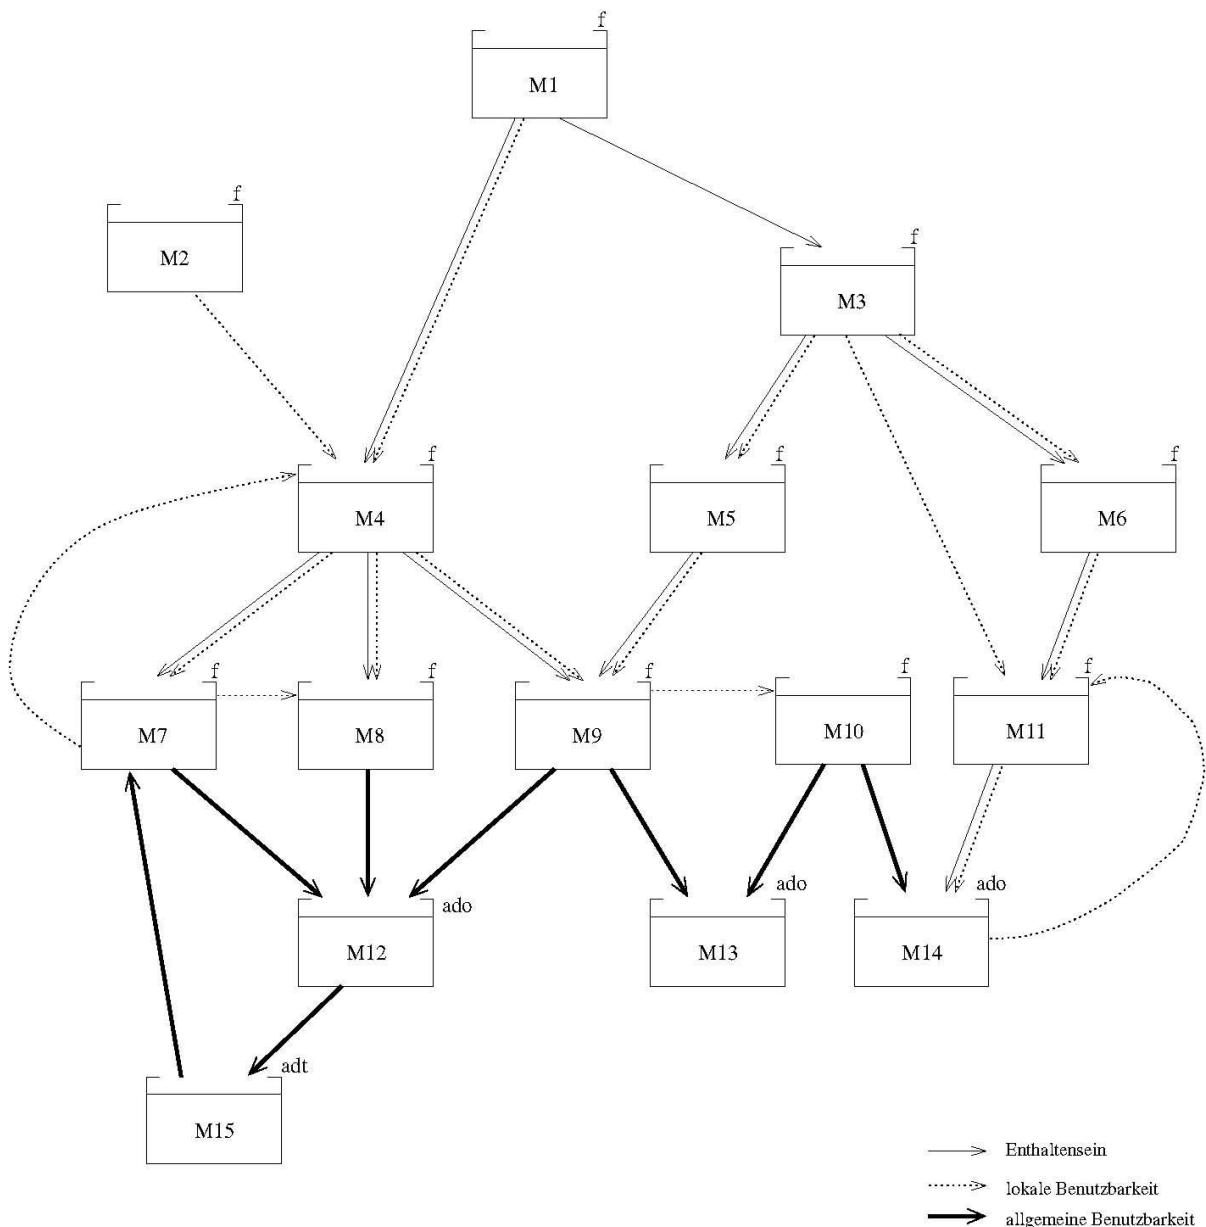 f
M1
f
M2
f
M3
f
M4
f
M5
f
M6
f
M7
f
M8
f
M9
f
M10
f
M11
ado
M12
ado
M13
ado
M14
adt
M15
Enthaltensein
lokale Benutzbarkeit
allgemeine Benutzbarkeit